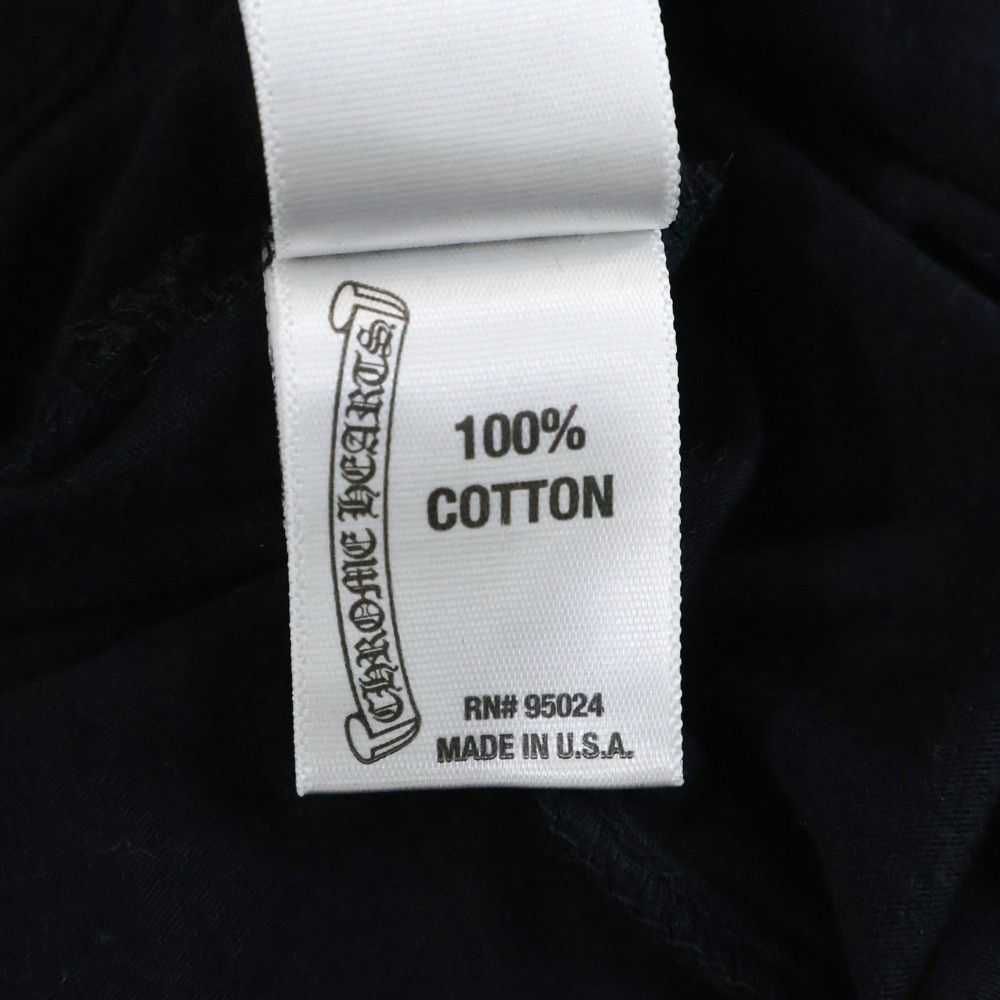 CHROME HEARTS
100%
COTTON
RN# 95024
MADE IN U.S.A.